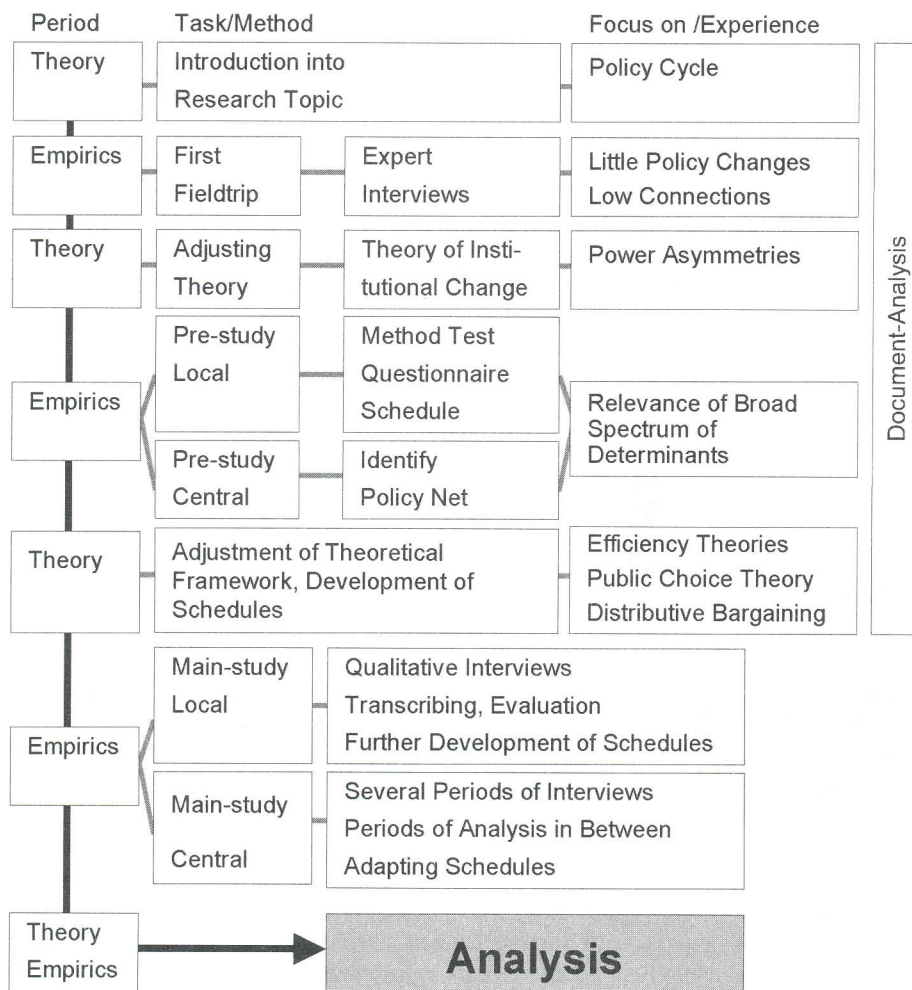 Period Task/Method Focus on /Experience
Theory
Introduction into
Research Topic
Policy Cycle
Empirics
First
Fieldtrip
Expert
Interviews
Little Policy Changes
Low Connections
Theory
Adjusting
Theory
Theory of Insti-
tutional Change
Power Asymmetries
Empirics
Pre-study
Local
Method Test
Questionnaire
Schedule
Pre-study
Central
Identify
Policy Net
Relevance of Broad
Spectrum of
Determinants
Theory
Adjustment of Theoretical
Framework, Development of
Schedules
Efficiency Theories
Public Choice Theory
Distributive Bargaining
Document-Analysis
Empirics
Main-study
Local
Qualitative Interviews
Transcribing, Evaluation
Further Development of Schedules
Main-study
Central
Several Periods of Interviews
Periods of Analysis in Between
Adapting Schedules
Theory
Empirics
Analysis